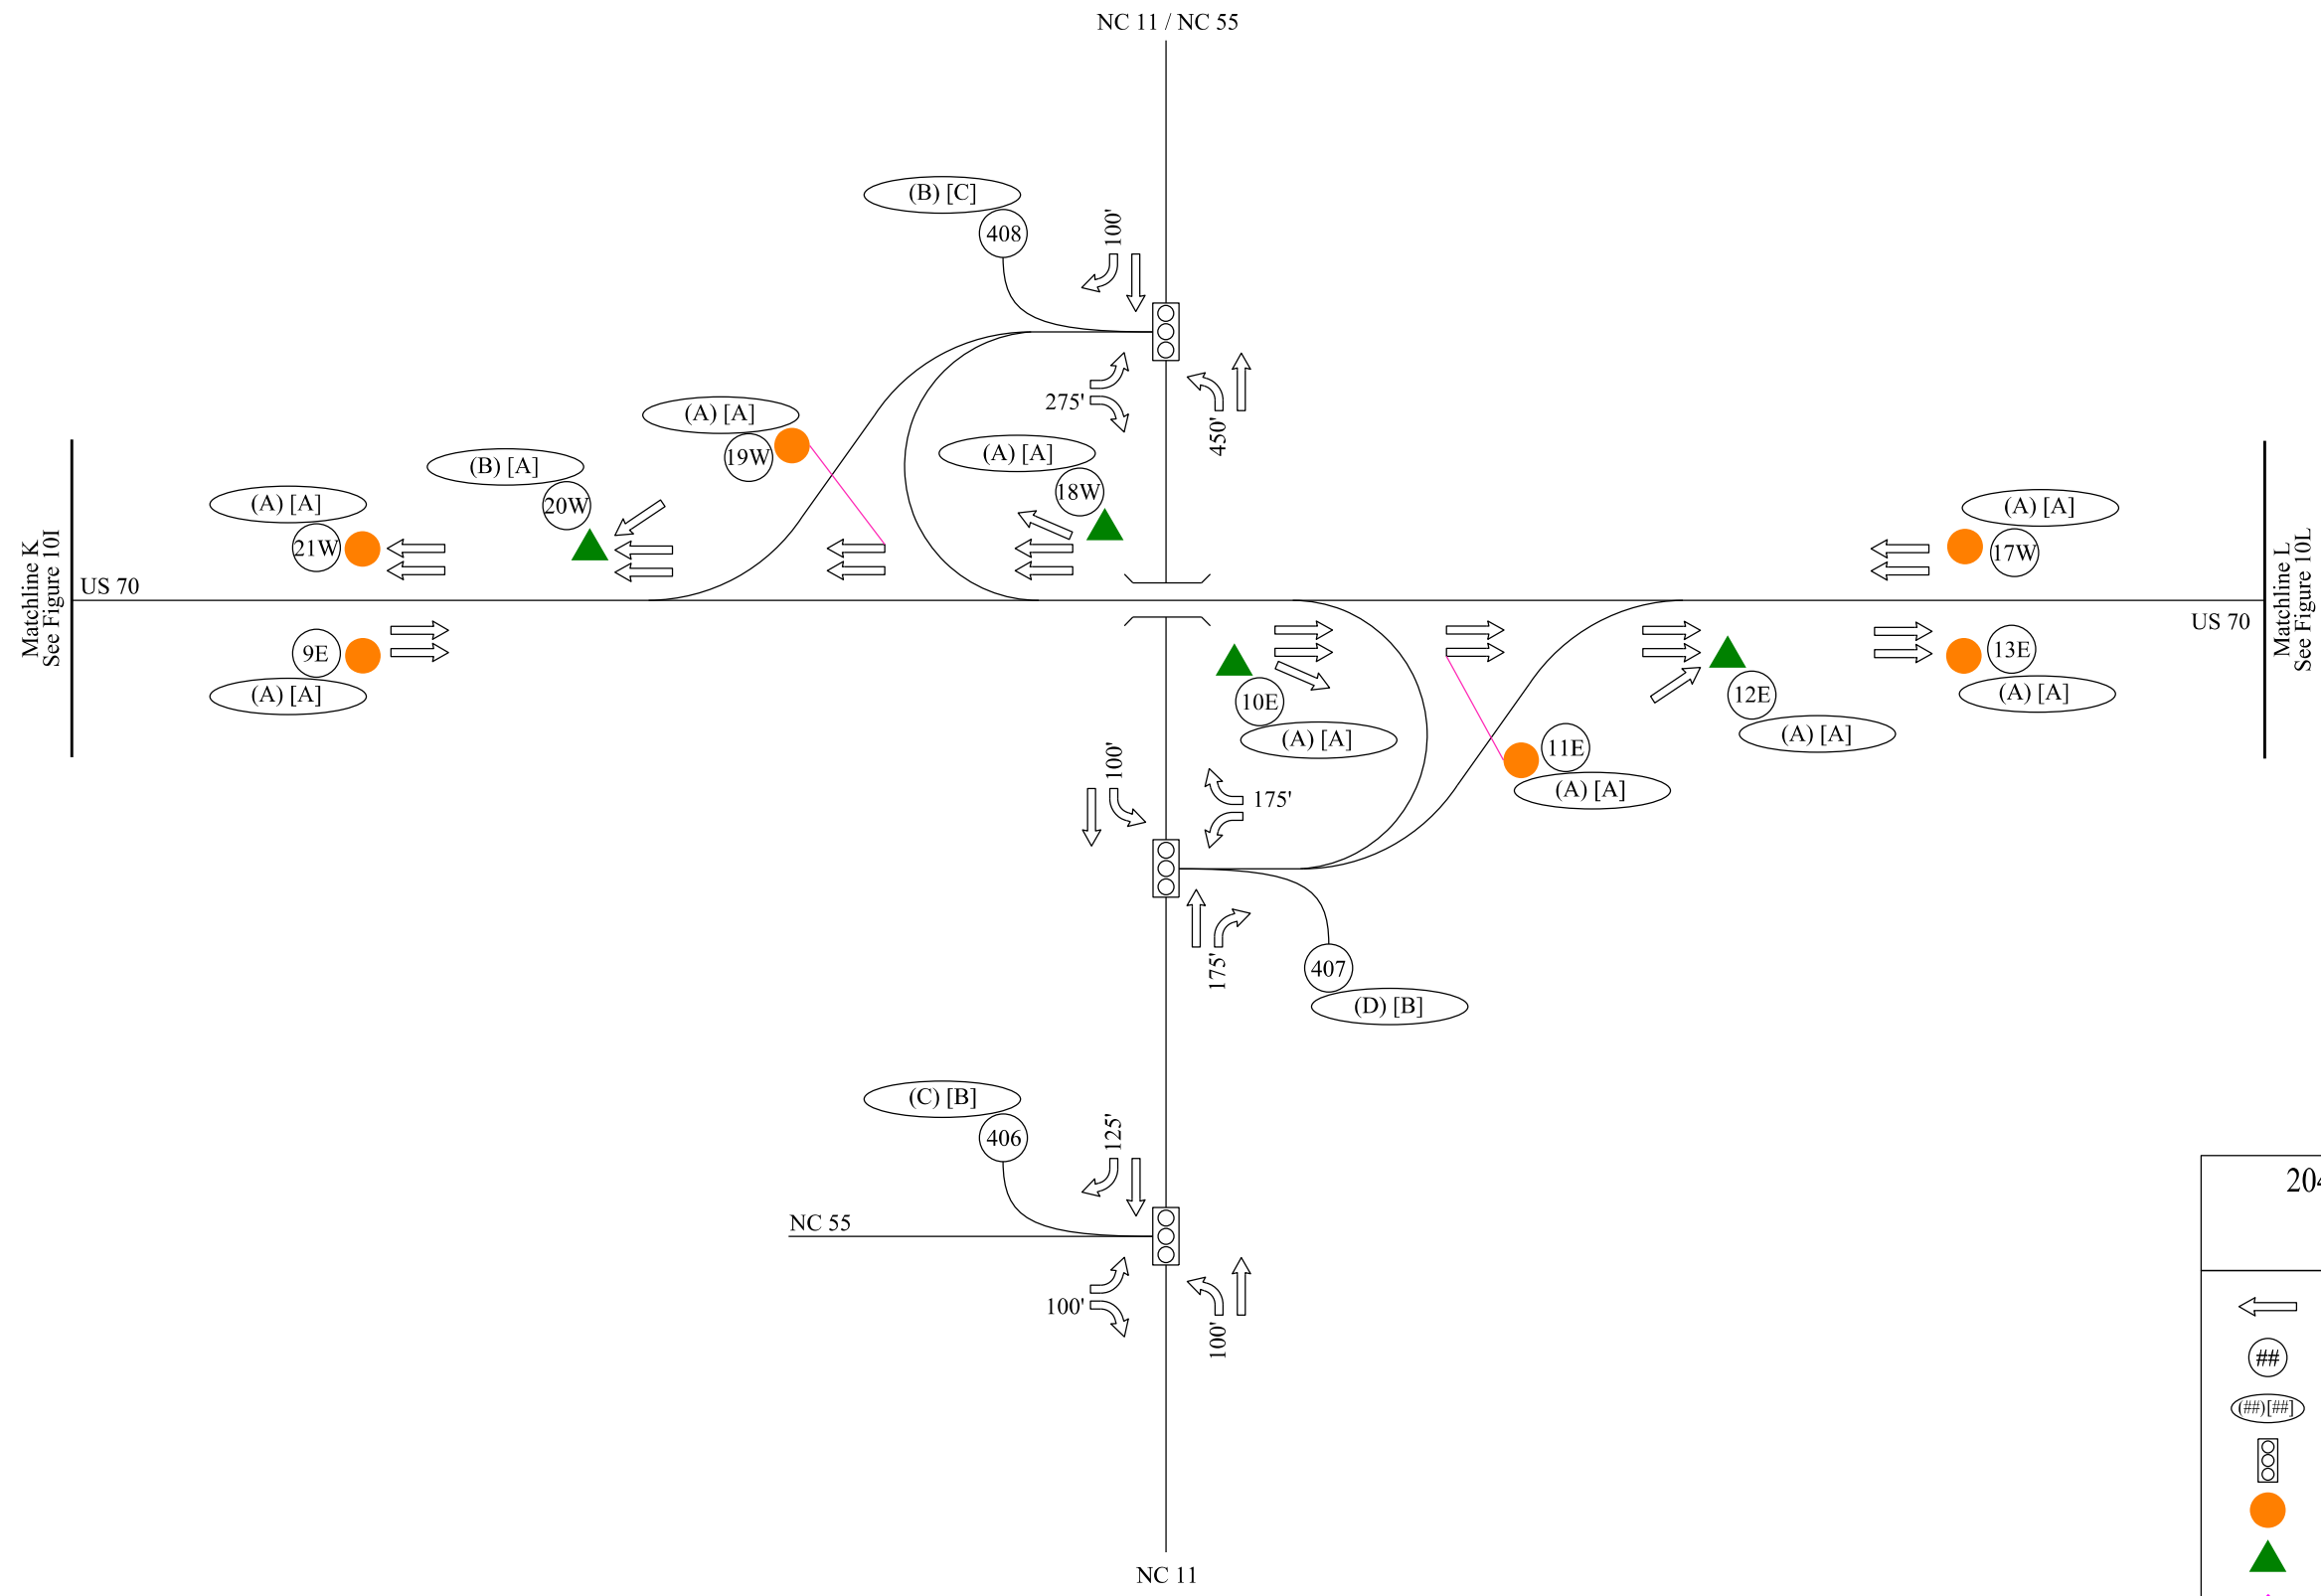 NC 11 / NC 55
(B) [C]
408
100'
275'
450'
(A) [A]
19W
(A) [A]
18W
(B) [A]
20W
(A) [A]
21W
(A) [A]
17W
Matchline K
See Figure 10I
US 70
US 70
Matchline L
See Figure 10L
9E
(A) [A]
10E
(A) [A]
11E
(A) [A]
12E
(A) [A]
13E
(A) [A]
100'
175'
175'
407
(D) [B]
(C) [B]
406
125'
NC 55
100'
100'
NC 11
##
(##)[##]